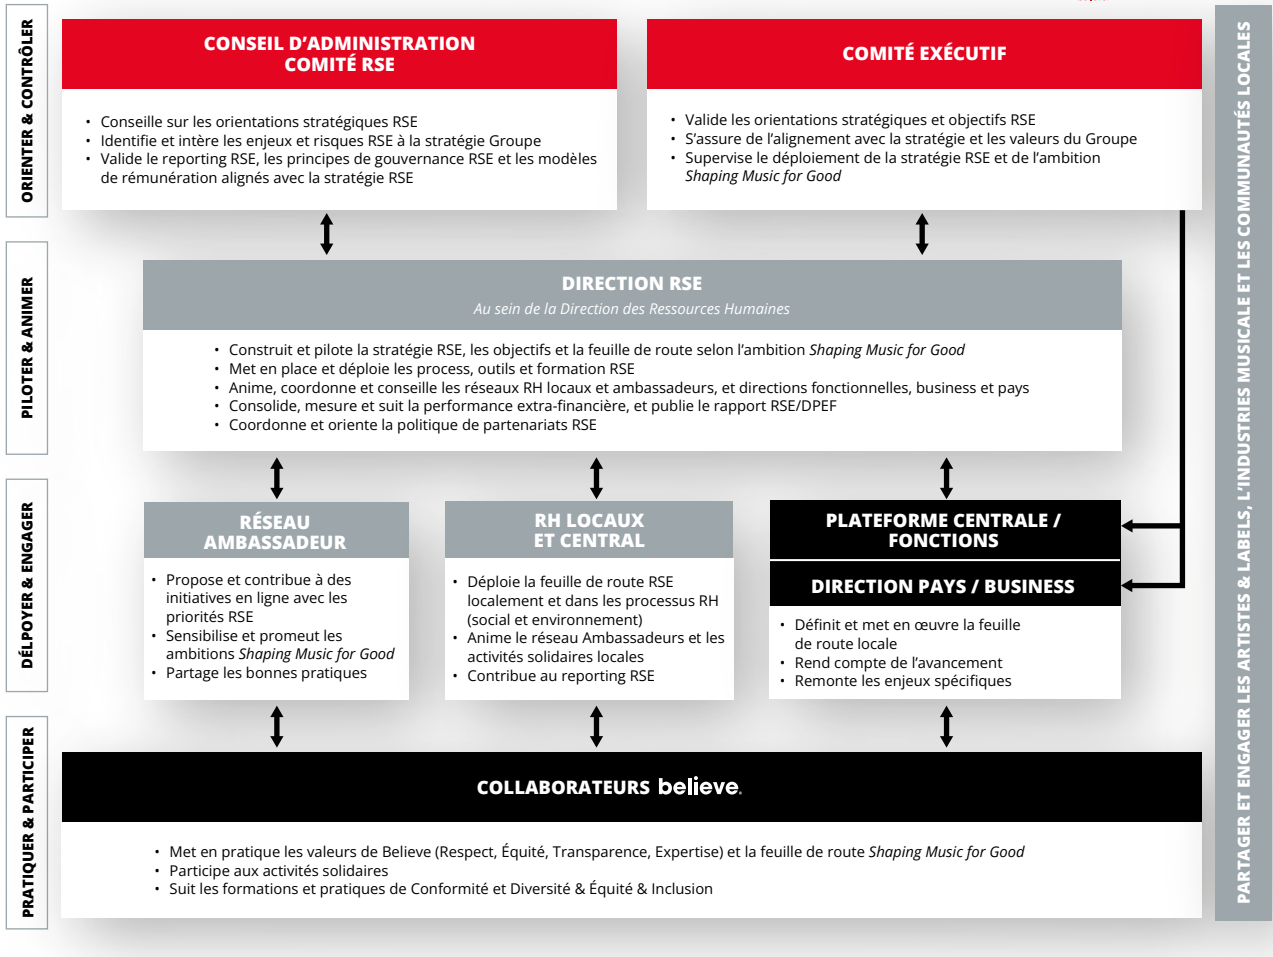 ORIENTER & CONTRÔLER
CONSEIL D'ADMINISTRATION
COMITÉ RSE
• Conseille sur les orientations stratégiques RSE
• Identifie et intère les enjeux et risques RSE à la stratégie Groupe
• Valide le reporting RSE, les principes de gouvernance RSE et les modèles
de rémunération alignés avec la stratégie RSE
COMITÉ EXÉCUTIF
• Valide les orientations stratégiques et objectifs RSE
• S'assure de l'alignement avec la stratégie et les valeurs du Groupe
• Supervise le déploiement de la stratégie RSE et de l'ambition
Shaping Music for Good
PILOTER & ANIMER
DIRECTION RSE
Au sein de la Direction des Ressources Humaines
• Construit et pilote la stratégie RSE, les objectifs et la feuille de route selon l'ambition Shaping Music for Good
• Met en place et déploie les process, outils et formation RSE
• Anime, coordonne et conseille les réseaux RH locaux et ambassadeurs, et directions fonctionnelles, business et pays
• Consolide, mesure et suit la performance extra-financière, et publie le rapport RSE/DPEF
• Coordonne et oriente la politique de partenariats RSE
DÉLPOYER & ENGAGER
RÉSEAU
AMBASSADEUR
• Propose et contribue à des
initiatives en ligne avec les
priorités RSE
• Sensibilise et promeut les
ambitions Shaping Music for Good
• Partage les bonnes pratiques
RH LOCAUX
ET CENTRAL
• Déploie la feuille de route RSE
localement et dans les processus RH
(social et environnement)
• Anime le réseau Ambassadeurs et les
activités solidaires locales
• Contribue au reporting RSE
PLATEFORME CENTRALE /
FONCTIONS
DIRECTION PAYS / BUSINESS
• Définit et met en œuvre la feuille
de route locale
• Rend compte de l'avancement
• Remonte les enjeux spécifiques
PRATIQUER & PARTICIPER
COLLABORATEURS believe.
• Met en pratique les valeurs de Believe (Respect, Équité, Transparence, Expertise) et la feuille de route Shaping Music for Good
• Participe aux activités solidaires
• Suit les formations et pratiques de Conformité et Diversité & Équité & Inclusion
PARTAGER ET ENGAGER LES ARTISTES & LABELS, L'INDUSTRIES MUSICALE ET LES COMMUNAUTÉS LOCALES